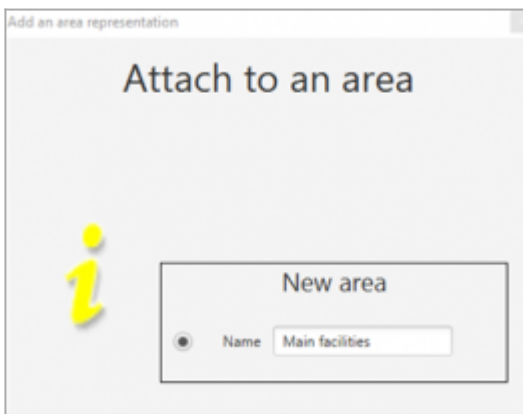 Add an area representation
Attach to an area
New area
Name Main facilities